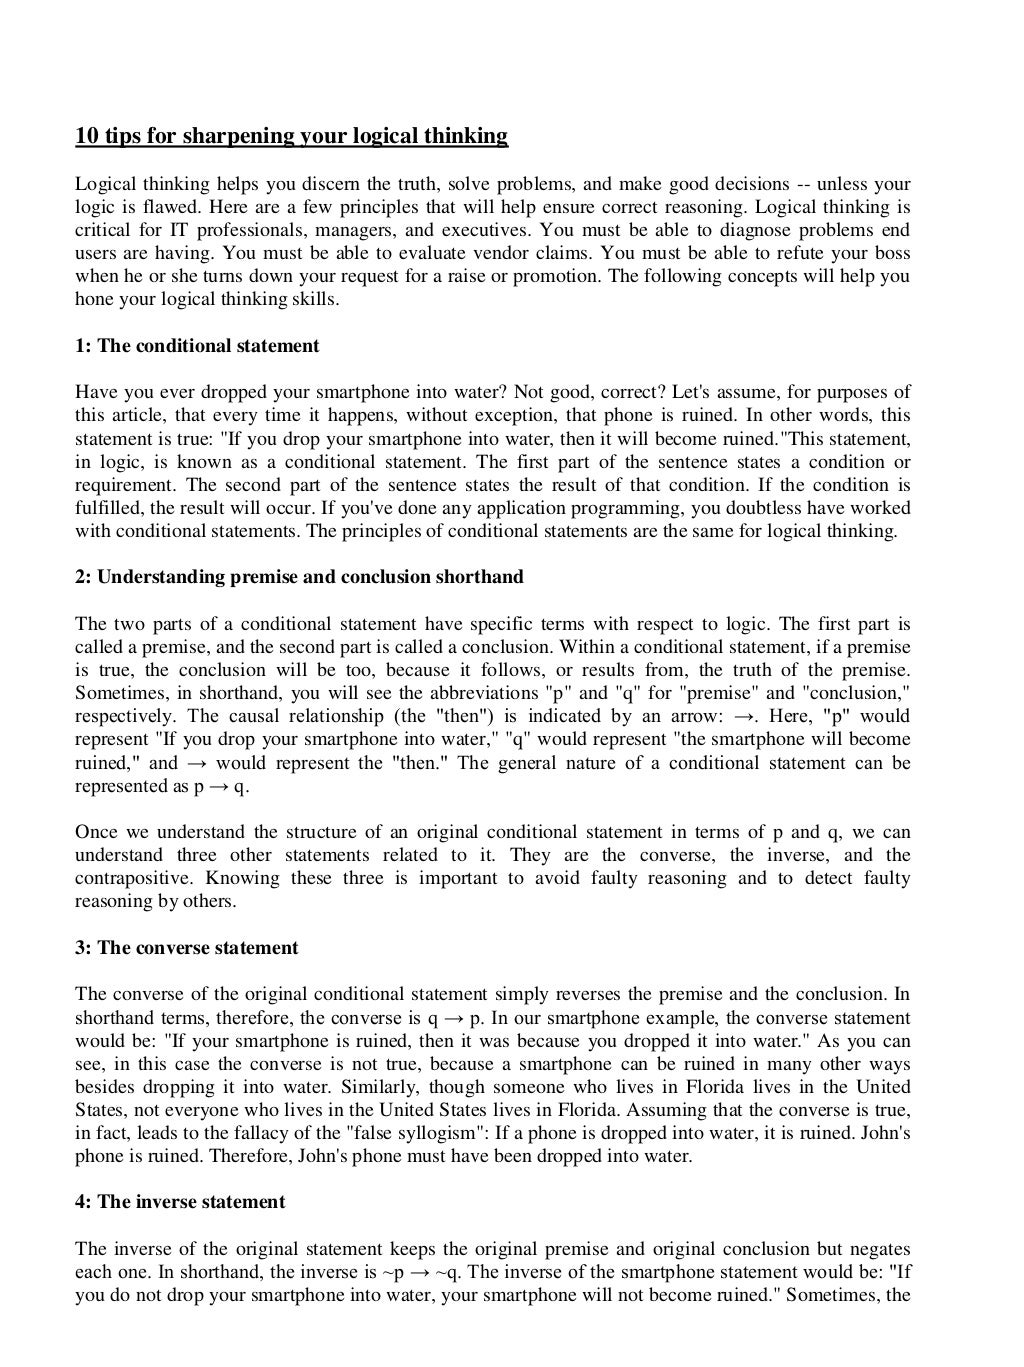 10 tips for sharpening your logical thinking
Logical thinking helps you discern the truth, solve problems, and make good decisions -- unless your
logic is flawed. Here are a few principles that will help ensure correct reasoning. Logical thinking is
critical for IT professionals, managers, and executives. You must be able to diagnose problems end
users are having. You must be able to evaluate vendor claims. You must be able to refute your boss
when he or she turns down your request for a raise or promotion. The following concepts will help you
hone your logical thinking skills.
1: The conditional statement
Have you ever dropped your smartphone into water? Not good, correct? Let's assume, for purposes of
this article, that every time it happens, without exception, that phone is ruined. In other words, this
statement is true: "If you drop your smartphone into water, then it will become ruined."This statement,
in logic, is known as a conditional statement. The first part of the sentence states a condition or
requirement. The second part of the sentence states the result of that condition. If the condition is
fulfilled, the result will occur. If you've done any application programming, you doubtless have worked
with conditional statements. The principles of conditional statements are the same for logical thinking.
2: Understanding premise and conclusion shorthand
The two parts of a conditional statement have specific terms with respect to logic. The first part is
called a premise, and the second part is called a conclusion. Within a conditional statement, if a premise
is true, the conclusion will be too, because it follows, or results from, the truth of the premise.
Sometimes, in shorthand, you will see the abbreviations "p" and "q" for "premise" and "conclusion,"
respectively. The causal relationship (the "then") is indicated by an arrow: →. Here, "p" would
represent "If you drop your smartphone into water," "q" would represent "the smartphone will become
ruined," and → would represent the "then." The general nature of a conditional statement can be
represented as p → q.
Once we understand the structure of an original conditional statement in terms of p and q, we can
understand three other statements related to it. They are the converse, the inverse, and the
contrapositive. Knowing these three is important to avoid faulty reasoning and to detect faulty
reasoning by others.
3: The converse statement
The converse of the original conditional statement simply reverses the premise and the conclusion. In
shorthand terms, therefore, the converse is q → p. In our smartphone example, the converse statement
would be: "If your smartphone is ruined, then it was because you dropped it into water." As you can
see, in this case the converse is not true, because a smartphone can be ruined in many other ways
besides dropping it into water. Similarly, though someone who lives in Florida lives in the United
States, not everyone who lives in the United States lives in Florida. Assuming that the converse is true,
in fact, leads to the fallacy of the "false syllogism": If a phone is dropped into water, it is ruined. John's
phone is ruined. Therefore, John's phone must have been dropped into water.
4: The inverse statement
The inverse of the original statement keeps the original premise and original conclusion but negates
each one. In shorthand, the inverse is ~p → ~q. The inverse of the smartphone statement would be: "If
you do not drop your smartphone into water, your smartphone will not become ruined." Sometimes, the